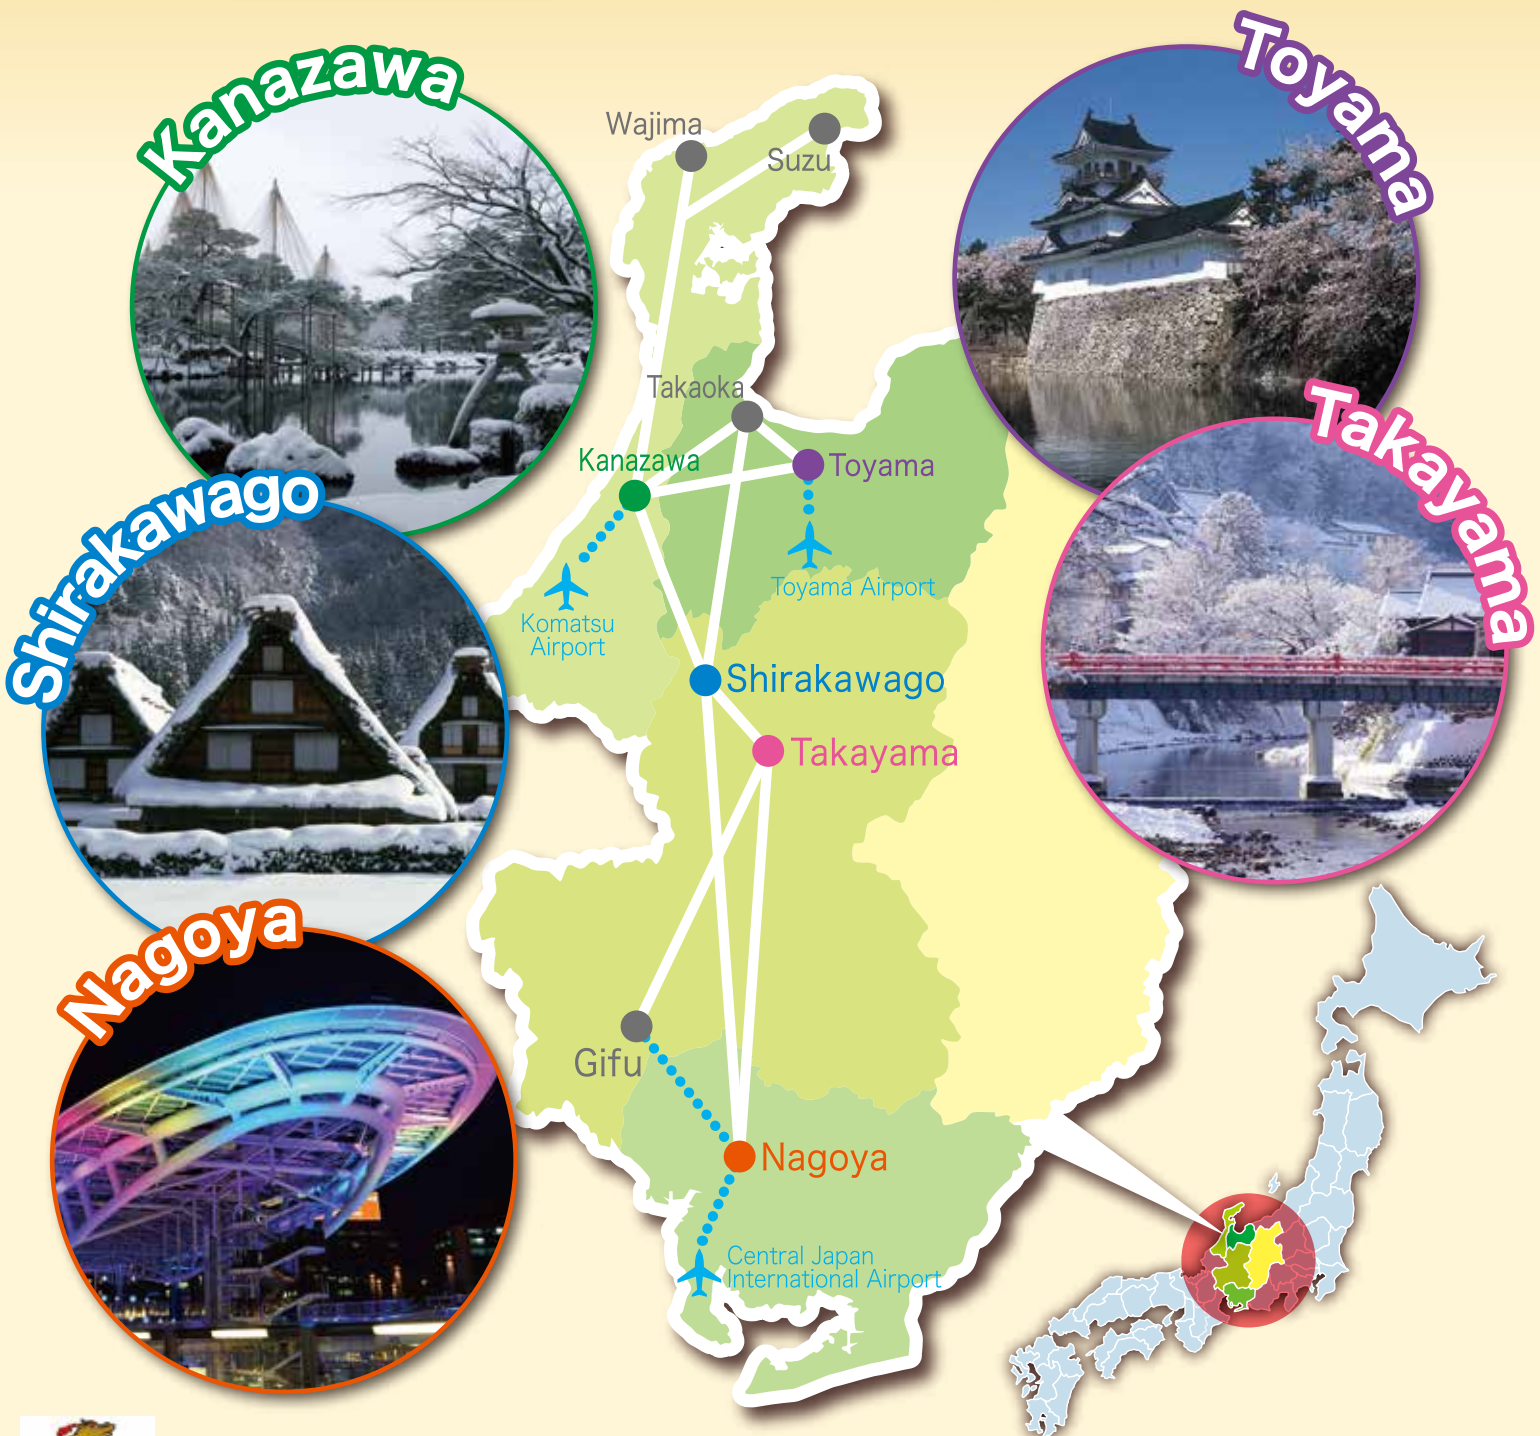 Kanazawa
Toyama
Wajima
Suzu
Takaoka
Takayama
Kanazawa
Toyama
Shirakawago
Toyama Airport
Komatsu
Airport
Shirakawago
Takayama
Nagoya
Gifu
Nagoya
Central Japan
International Airport